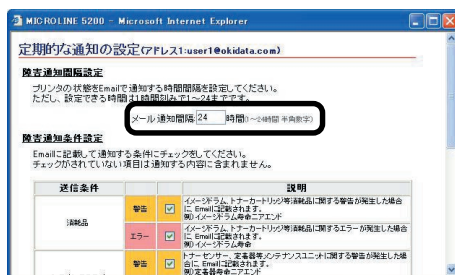 MICROLINE 5200 - Microsoft Internet Explorer
定期的な通知の設定(アドレス1:user1@okidata.com)
障害通知間隔設定
プリンタの状態をEmailで通知する時間間隔を設定してください。
ただし、設定できる時間は1時間刻みで1~24までです。
メール通知間隔 24 時間(1~24時間 半角数字)
障害通知条件設定
Emailに記載して通知する条件にチェックをしてください。
チェックがされていない項目は通知する内容に含まれません。
送信条件 説明
消耗品
警告 イメージドラム、トナーカートリッジ等消耗品に関する警告が発生した場合に、Emailに記載されます。
例)イメージドラム寿命ニアエンド
エラー イメージドラム、トナーカートリッジ等消耗品に関するエラーが発生した場合に、Emailに記載されます。
例)イメージドラム寿命
警告 トナーセンサー、定着器等メンテナンスユニットに関する警告が発生した場合に、Emailに記載されます。
例)定着器寿命ニアエンド